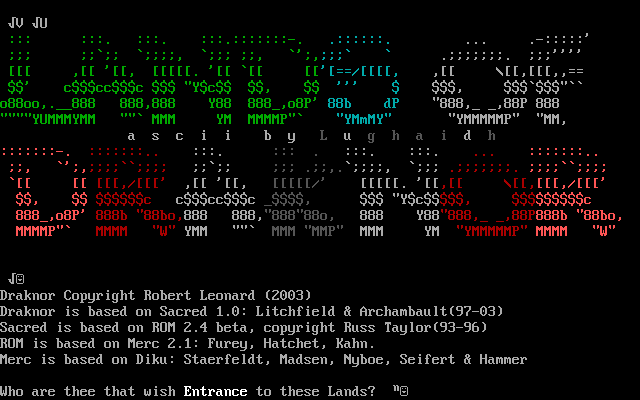 LANDS of
ascii by Lughaidh
DRAKNOR
Draknor Copyright Robert Leonard (2003)
Draknor is based on Sacred 1.0: Litchfield & Archambault(97-03)
Sacred is based on ROM 2.4 beta, copyright Russ Taylor(93-96)
ROM is based on Merc 2.1: Furey, Hatchet, Kahn.
Merc is based on Diku: Staerfeldt, Madsen, Nyboe, Seifert & Hammer
Who are thee that wish Entrance to these Lands?